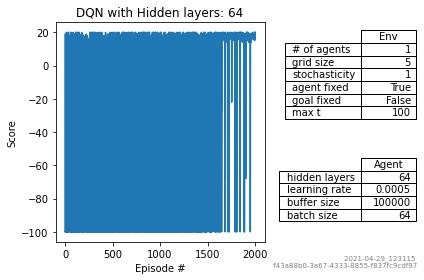 DQN with Hidden layers: 64
20
0
−20
−40
−60
−80
−100
Score
0
500
1000
1500
2000
Episode #
Env
# of agents 1
grid size 5
stochasticity 1
agent fixed True
goal fixed False
max t 100
Agent
hidden layers 64
learning rate 0.0005
buffer size 100000
batch size 64
2021-04-29_123115
f43a88b0-3a67-4333-8855-f837fc9cdf97